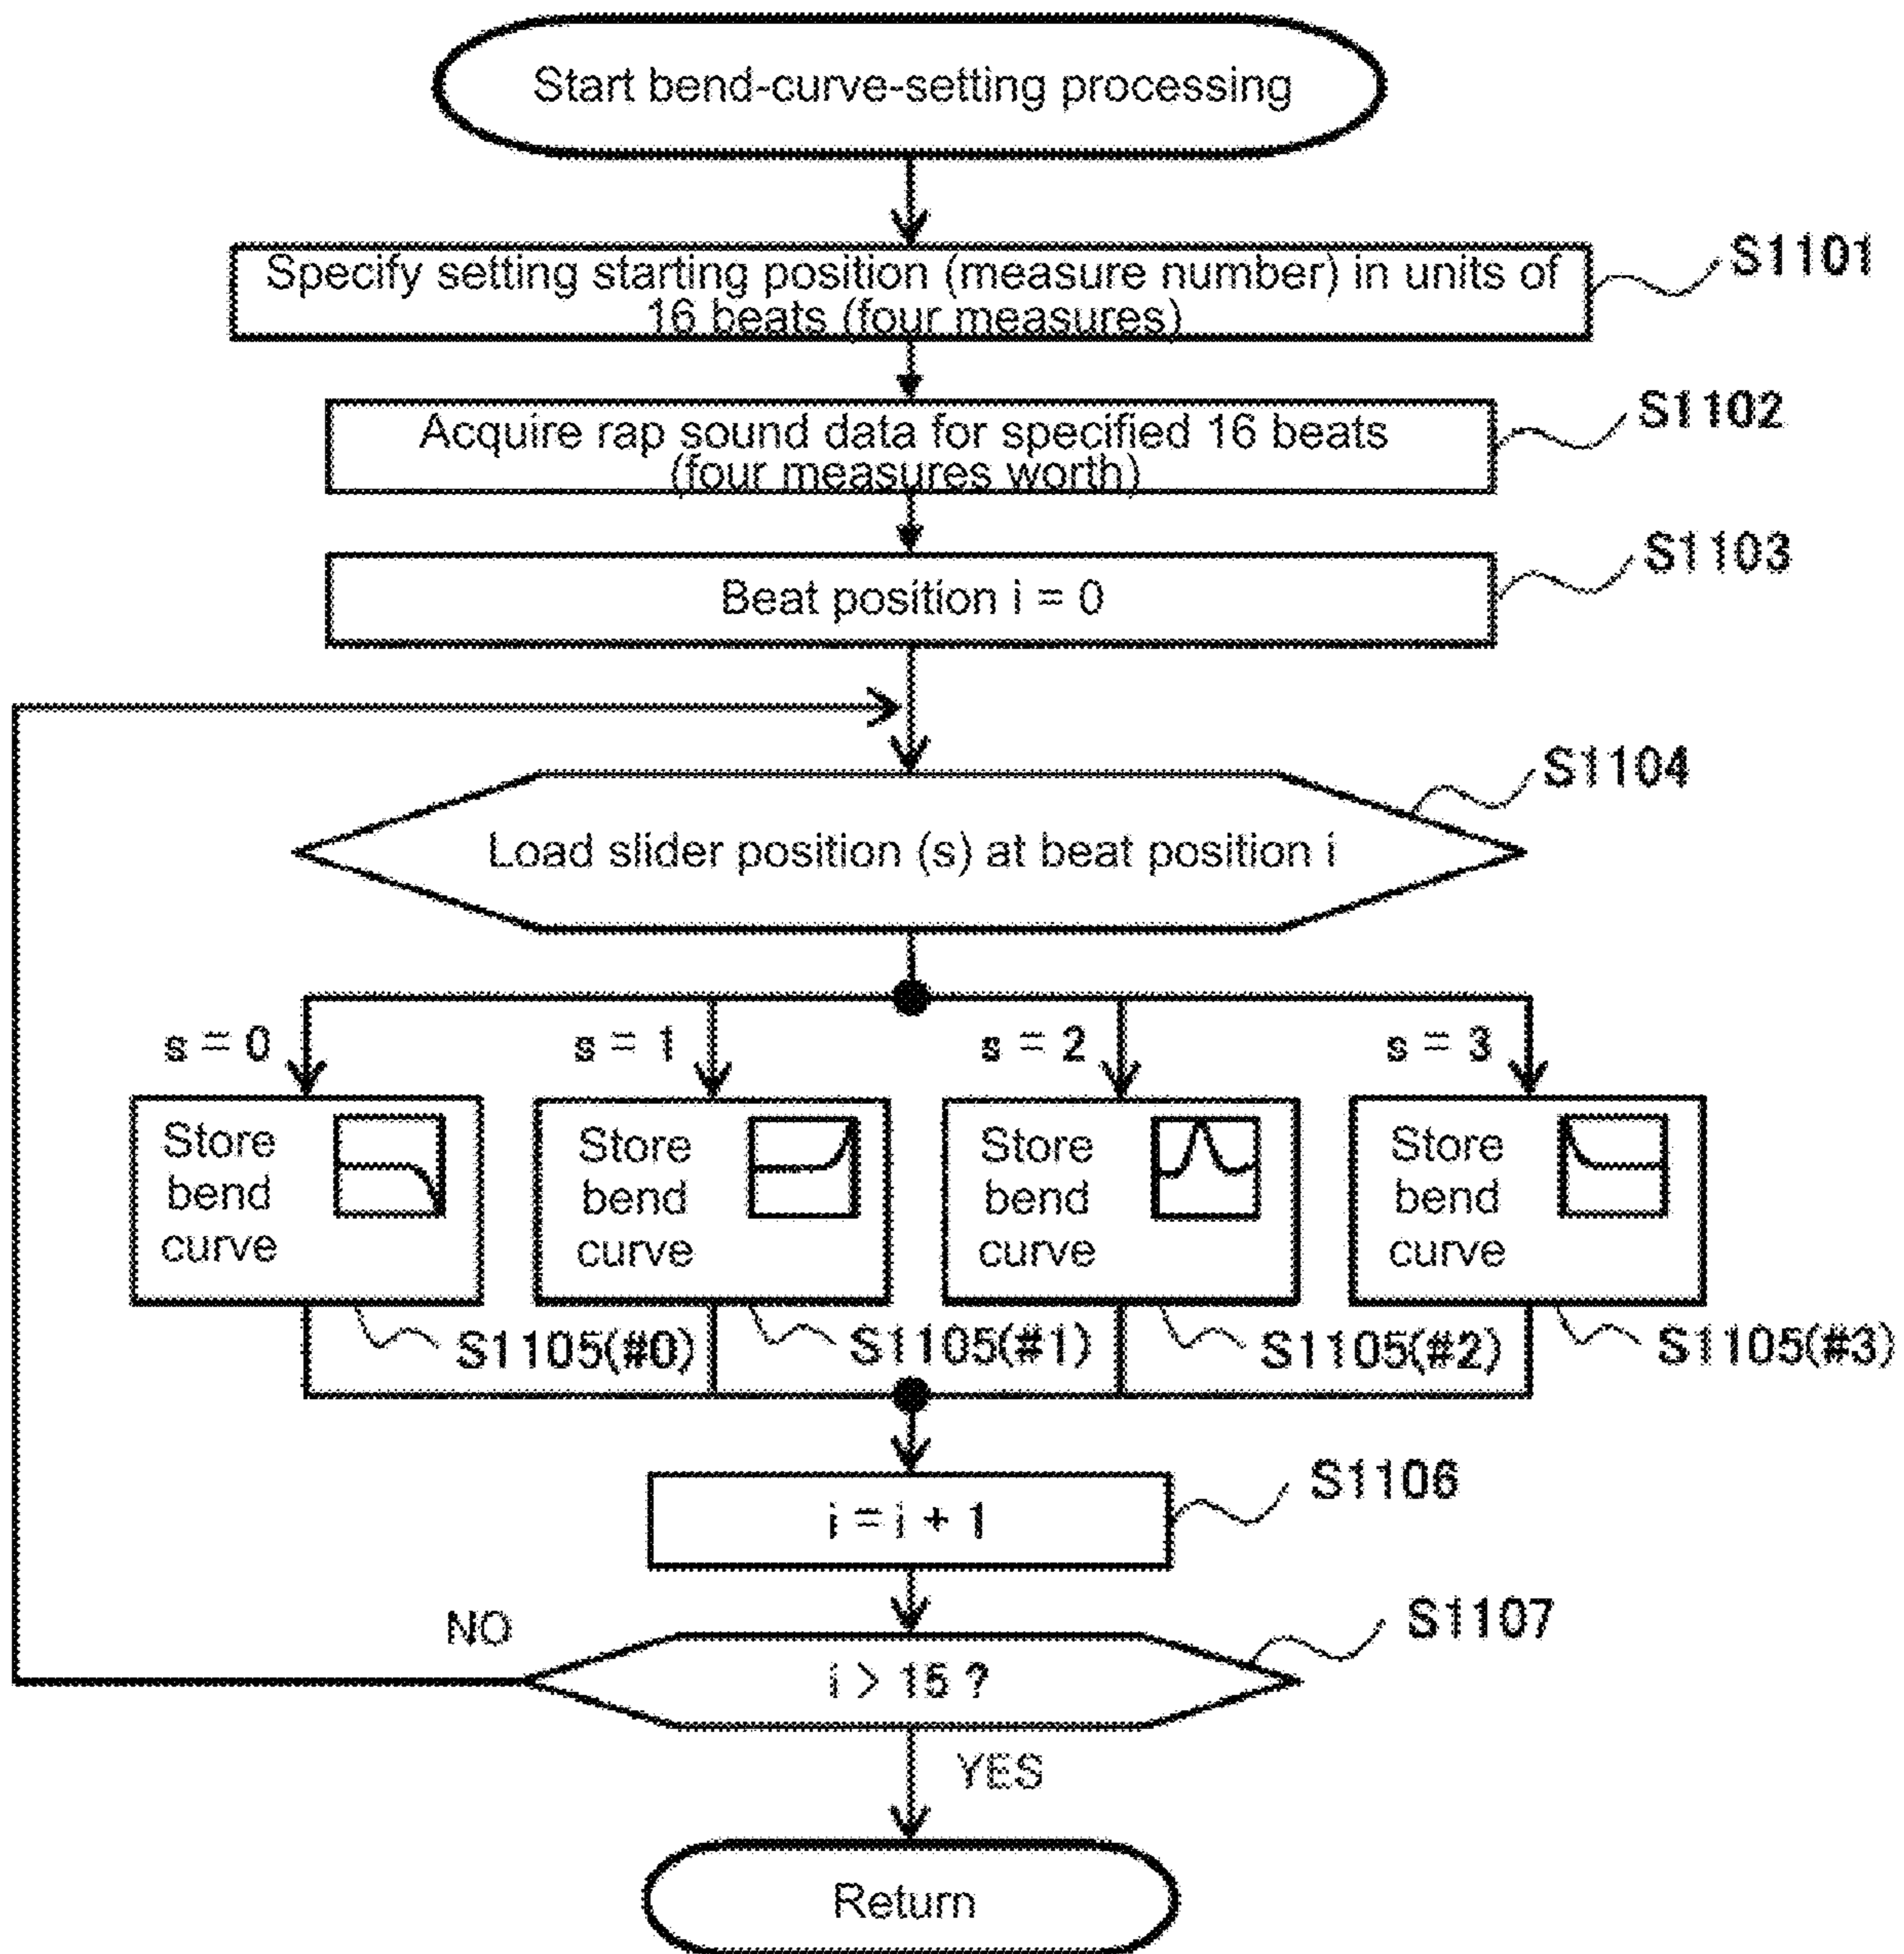 Start bend-curve-setting processing
Specify setting starting position (measure number) in units of
16 beats (four measures)
S1101
Acquire rap sound data for specified 16 beats
(four measures worth)
S1102
Beat position i = 0
S1103
Load slider position (s) at beat position i
S1104
s = 0
s = 1
s = 2
s = 3
Store
bend
curve
Store
bend
curve
Store
bend
curve
Store
bend
curve
S1105(#0)
S1105(#1)
S1105(#2)
S1105(#3)
i = i + 1
S1106
i > 15 ?
S1107
NO
YES
Return